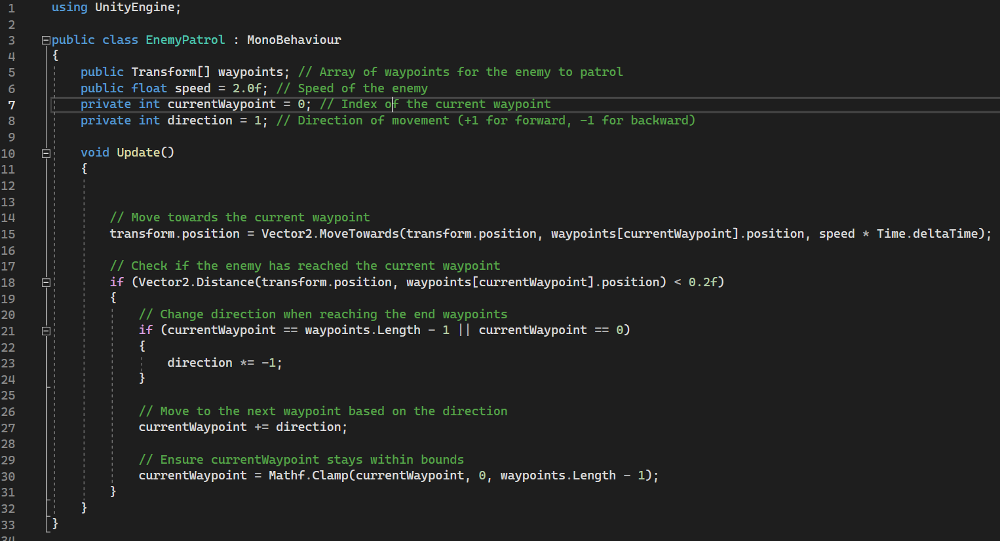 1 using UnityEngine;
2
3 public class EnemyPatrol : MonoBehaviour
4 {
5 public Transform[] waypoints; // Array of waypoints for the enemy to patrol
6 public float speed = 2.0f; // Speed of the enemy
7 private int currentWaypoint = 0; // Index of the current waypoint
8 private int direction = 1; // Direction of movement (+1 for forward, -1 for backward)
9
10 void Update()
11 {
12
13
14 // Move towards the current waypoint
15 transform.position = Vector2.MoveTowards(transform.position, waypoints[currentWaypoint].position, speed * Time.deltaTime);
16
17 // Check if the enemy has reached the current waypoint
18 if (Vector2.Distance(transform.position, waypoints[currentWaypoint].position) < 0.2f)
19 {
20 // Change direction when reaching the end waypoints
21 if (currentWaypoint == waypoints.Length - 1 || currentWaypoint == 0)
22 {
23 direction *= -1;
24 }
25
26 // Move to the next waypoint based on the direction
27 currentWaypoint += direction;
28
29 // Ensure currentWaypoint stays within bounds
30 currentWaypoint = Mathf.Clamp(currentWaypoint, 0, waypoints.Length - 1);
31 }
32 }
33 }
34